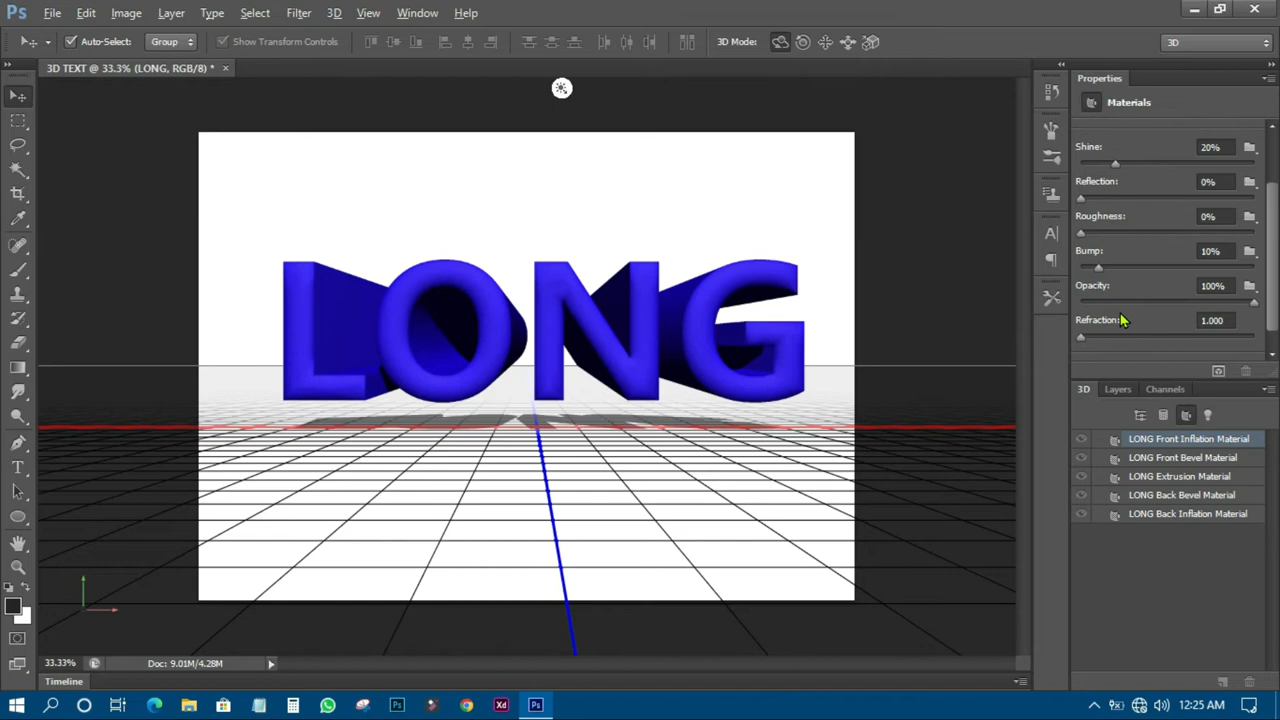 Ps File Edit Image Layer Type Select Filter 3D View Window Help
Auto-Select: Group Show Transform Controls 3D Mode: 3D
3D TEXT @ 33.3% (LONG, RGB/8) * x
Properties
Materials
Shine: 20%
Reflection: 0%
Roughness: 0%
Bump: 10%
Opacity: 100%
Refraction: 1.000
LONG
3D Layers Channels
LONG Front Inflation Material
LONG Front Bevel Material
LONG Extrusion Material
LONG Back Bevel Material
LONG Back Inflation Material
33.33% Doc: 9.01M/4.28M
Timeline
Ps Xd Ps 12:25 AM